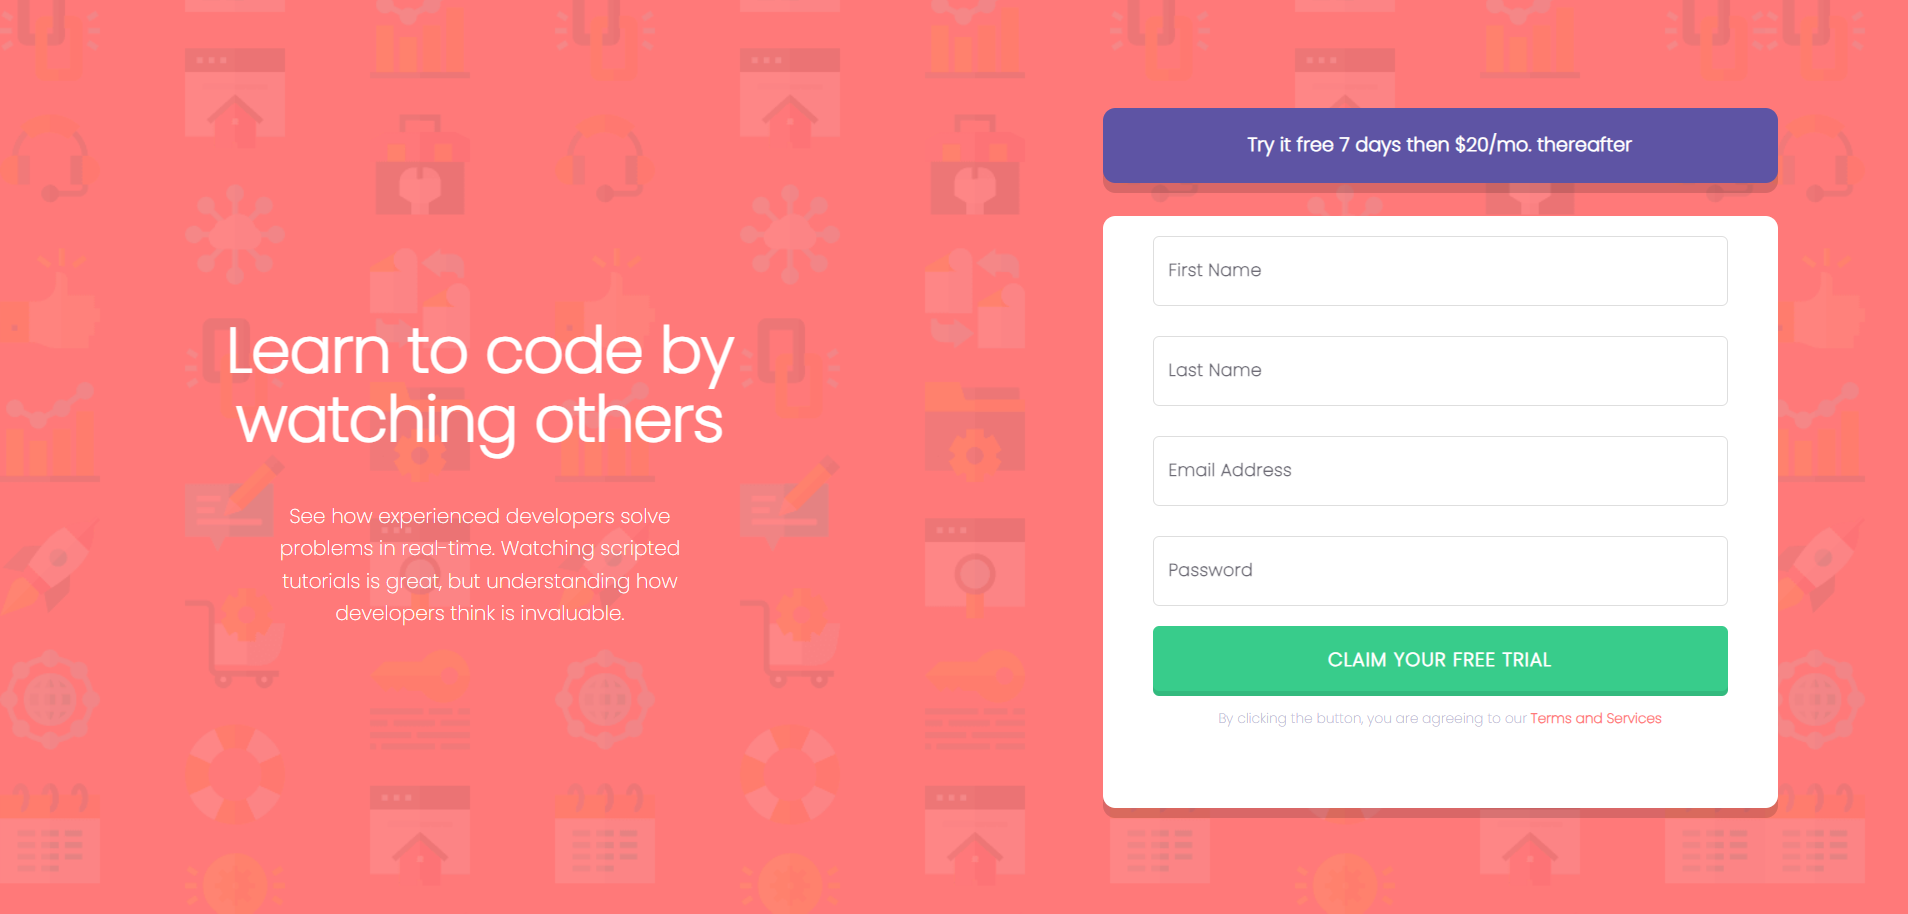 Learn to code by
watching others
See how experienced developers solve
problems in real-time. Watching scripted
tutorials is great, but understanding how
developers think is invaluable.
Try it free 7 days then $20/mo. thereafter
First Name
Last Name
Email Address
Password
CLAIM YOUR FREE TRIAL
By clicking the button, you are agreeing to our Terms and Services